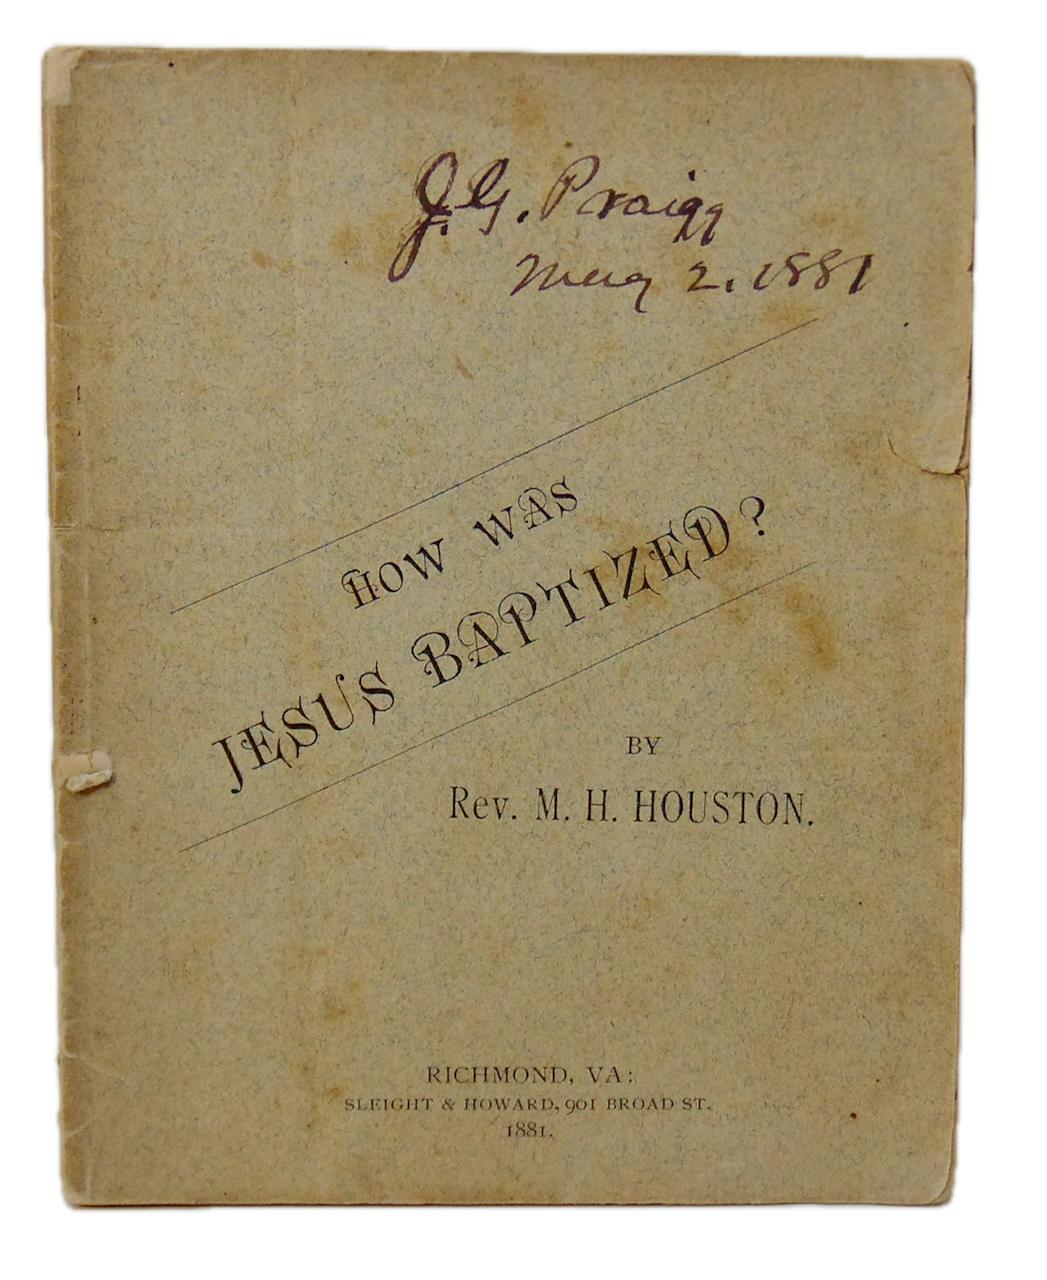 J. G. Praigg
May 2. 1881
HOW WAS
JESUS BAPTIZED?
BY
Rev. M. H. HOUSTON.
RICHMOND, VA:
SLEIGHT & HOWARD, 901 BROAD ST.
1881.